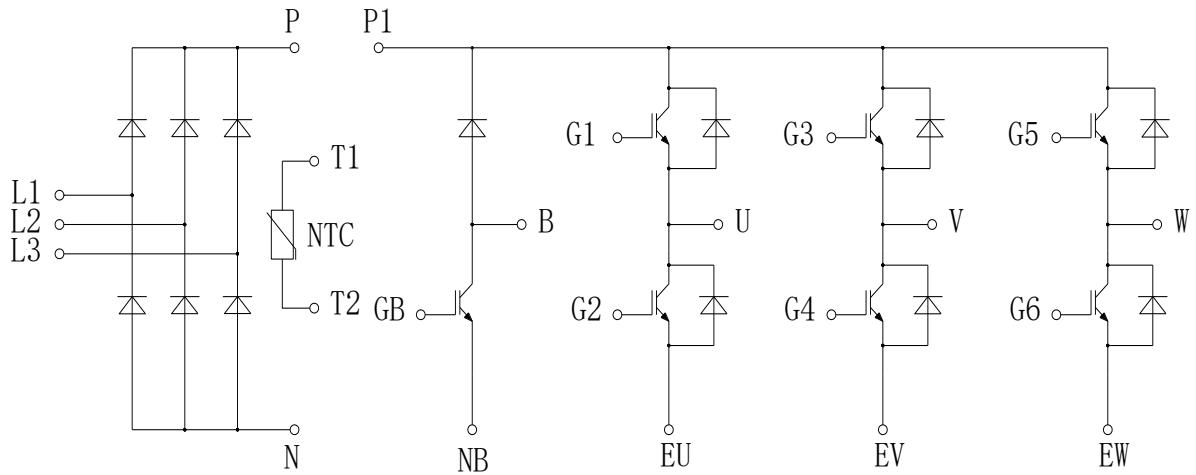 P P1
T1
G1 G3 G5
L1
L2 B U V W
NTC
L3
T2
GB G2 G4 G6
N NB EU EV EW